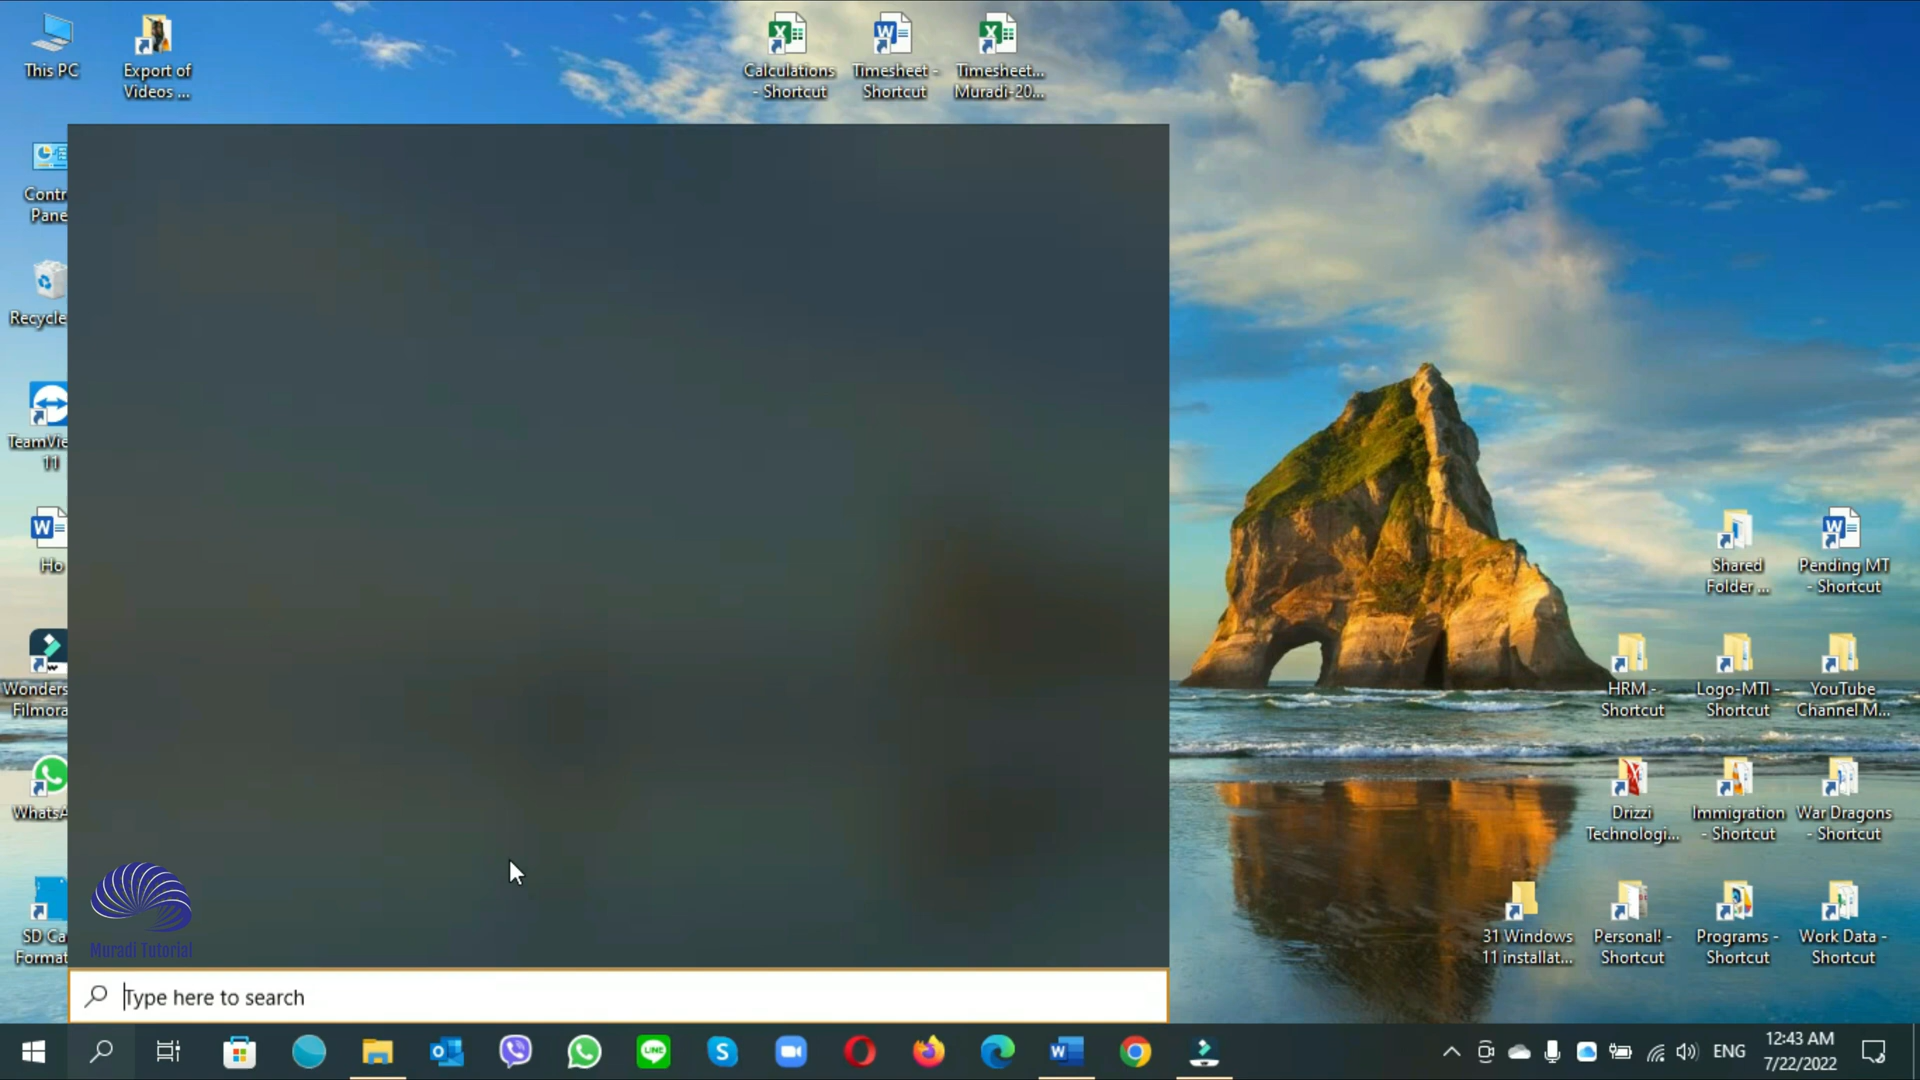 This PC
Export of
Videos ...
Calculations
- Shortcut
Timesheet -
Shortcut
Timesheet...
Muradi-20...
Contr
Pane
Recycle
TeamVie
11
Ho
Wonders
Filmora
WhatsA
SD Ca
Format
Muradi Tutorial
Shared
Folder ...
Pending MT
- Shortcut
HRM -
Shortcut
Logo-MTI -
Shortcut
YouTube
Channel M...
Drizzi
Technologi...
Immigration
- Shortcut
War Dragons
- Shortcut
31 Windows
11 installat...
Personal! -
Shortcut
Programs -
Shortcut
Work Data -
Shortcut
Type here to search
LINE
ENG
12:43 AM
7/22/2022